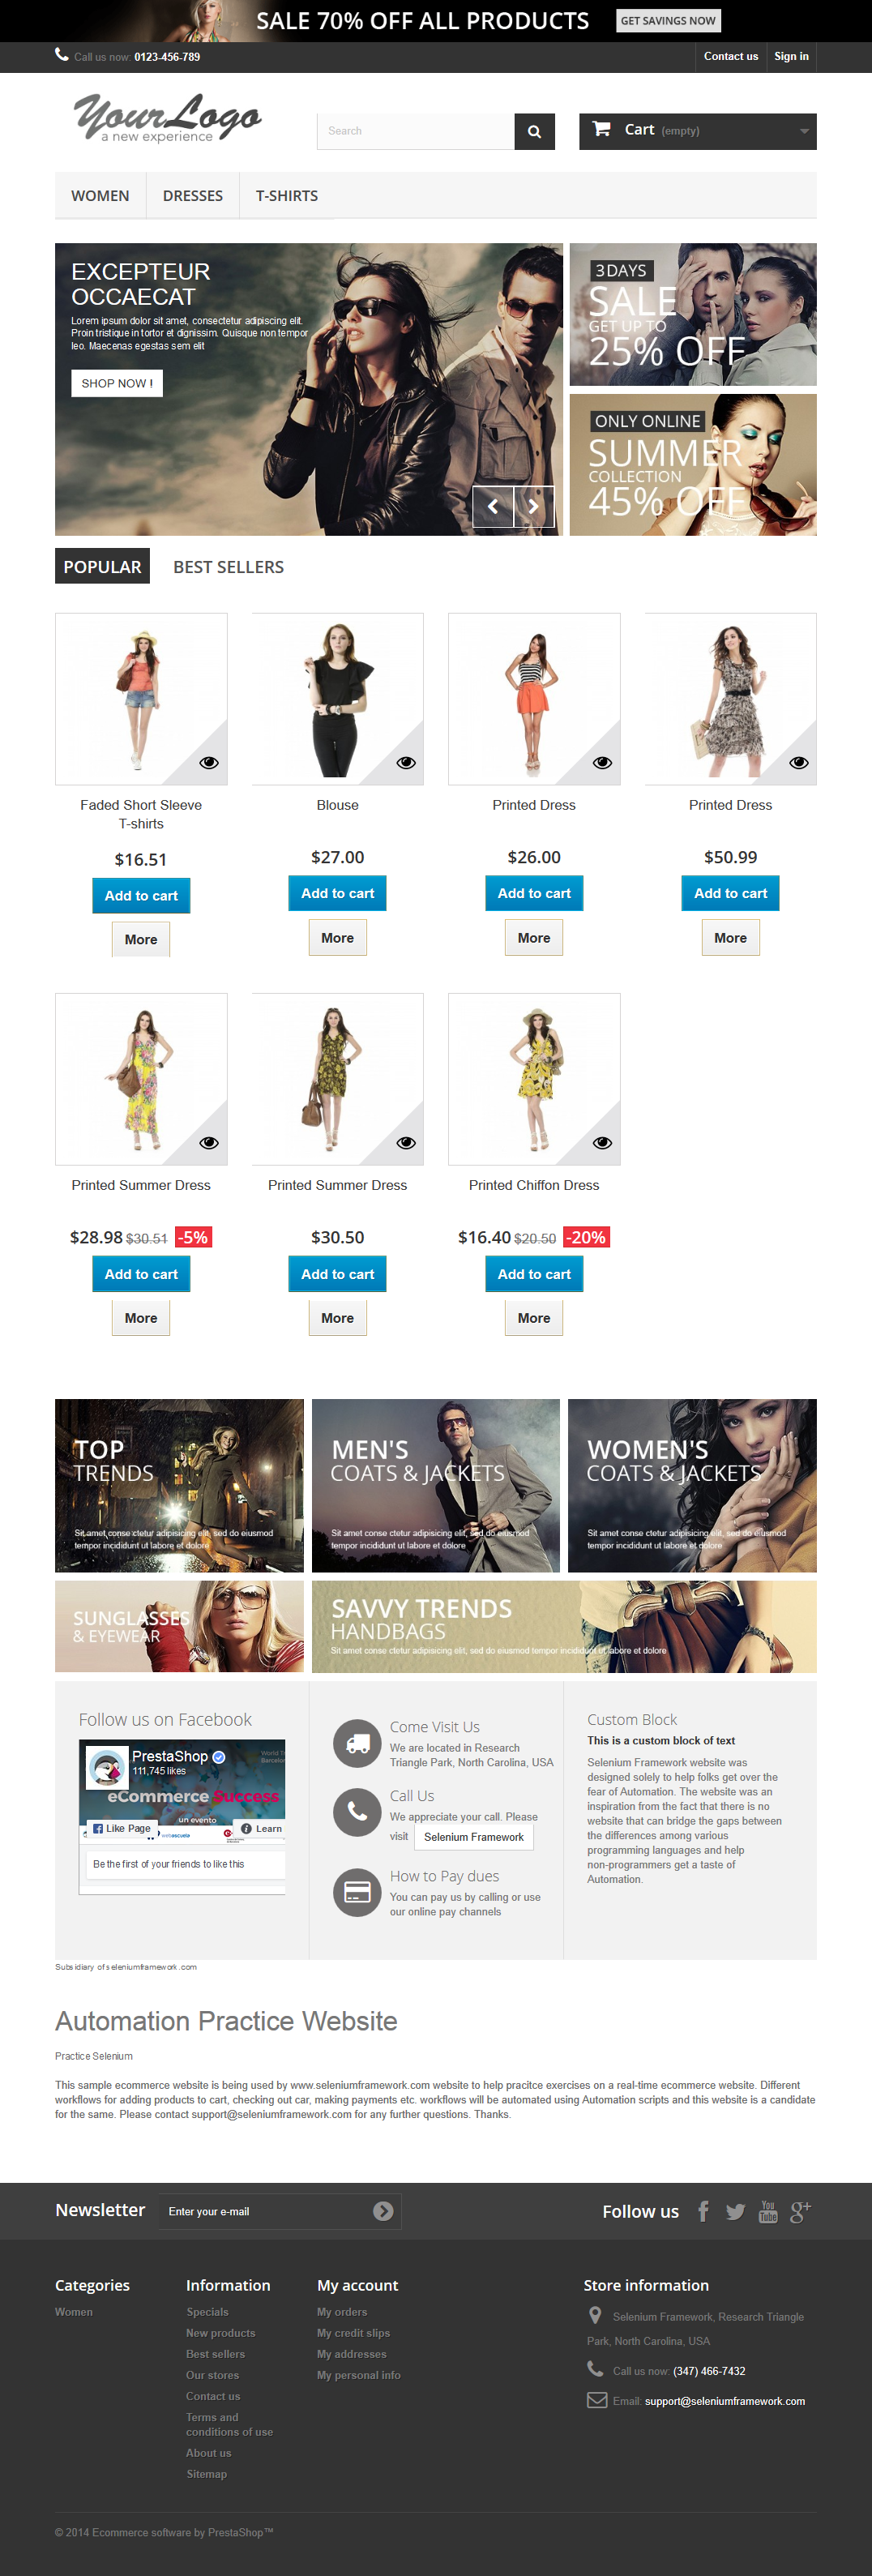 SALE 70% OFF ALL PRODUCTS GET SAVINGS NOW
Call us now: 0123-456-789
Contact us Sign in
YourLogo
a new experience
Search
Cart (empty)
WOMEN DRESSES T-SHIRTS
EXCEPTEUR
OCCAECAT
Lorem ipsum dolor sit amet, consectetur adipiscing elit.
Proin tristique in tortor et dignissim. Quisque non tempor
leo. Maecenas egestas sem elit
SHOP NOW !
3DAYS
SALE
GET UP TO
25% OFF
ONLY ONLINE
SUMMER
COLLECTION
45% OFF
POPULAR BEST SELLERS
Faded Short Sleeve
T-shirts
$16.51
Add to cart
More
Blouse
$27.00
Add to cart
More
Printed Dress
$26.00
Add to cart
More
Printed Dress
$50.99
Add to cart
More
Printed Summer Dress
$28.98 $30.51 -5%
Add to cart
More
Printed Summer Dress
$30.50
Add to cart
More
Printed Chiffon Dress
$16.40 $20.50 -20%
Add to cart
More
TOP
TRENDS
Sit amet conse ctetur adipisicing elit, sed do eiusmod
tempor incididunt ut labore et dolore
MEN'S
COATS & JACKETS
Sit amet conse ctetur adipisicing elit, sed do eiusmod
tempor incididunt ut labore et dolore
WOMEN'S
COATS & JACKETS
Sit amet conse ctetur adipisicing elit, sed do eiusmod
tempor incididunt ut labore et dolore
SUNGLASSES
& EYEWEAR
SAVVY TRENDS
HANDBAGS
Sit amet conse ctetur adipisicing elit, sed do eiusmod tempor incididunt ut labore et dolore
Follow us on Facebook
PrestaShop
111,745 likes
eCommerce Success
un evento
webescuela
Like Page
Learn
Be the first of your friends to like this
Come Visit Us
We are located in Research
Triangle Park, North Carolina, USA
Call Us
We appreciate your call. Please
visit Selenium Framework
How to Pay dues
You can pay us by calling or use
our online pay channels
Custom Block
This is a custom block of text
Selenium Framework website was
designed solely to help folks get over the
fear of Automation. The website was an
inspiration from the fact that there is no
website that can bridge the gaps between
the differences among various
programming languages and help
non-programmers get a taste of
Automation.
Subsidiary of seleniumframework.com
Automation Practice Website
Practice Selenium
This sample ecommerce website is being used by www.seleniumframework.com website to help pracitce exercises on a real-time ecommerce website. Different
workflows for adding products to cart, checking out car, making payments etc. workflows will be automated using Automation scripts and this website is a candidate
for the same. Please contact support@seleniumframework.com for any further questions. Thanks.
Newsletter Enter your e-mail
Follow us
You
Tube
Categories
Women
Information
Specials
New products
Best sellers
Our stores
Contact us
Terms and
conditions of use
About us
Sitemap
My account
My orders
My credit slips
My addresses
My personal info
Store information
Selenium Framework, Research Triangle
Park, North Carolina, USA
Call us now: (347) 466-7432
Email: support@seleniumframework.com
© 2014 Ecommerce software by PrestaShop™